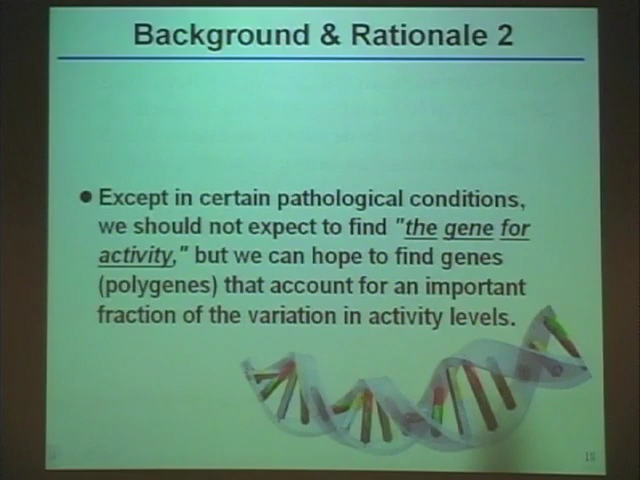 Background & Rationale 2
● Except in certain pathological conditions,
we should not expect to find "the gene for
activity," but we can hope to find genes
(polygenes) that account for an important
fraction of the variation in activity levels.
18